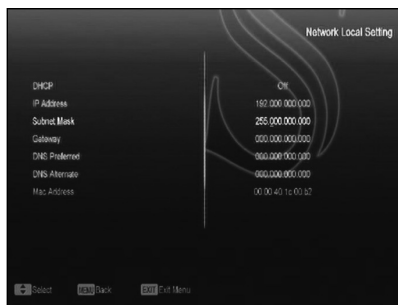 Network Local Setting
DHCP Off
IP Address 192.000.000.000
Subnet Mask 255.000.000.000
Gateway 000.000.000.000
DNS Preferred 000.000.000.000
DNS Alternate 000.000.000.000
Mac Address 00:00:40:1c:00:b2
Select MENU Back EXIT Exit Menu